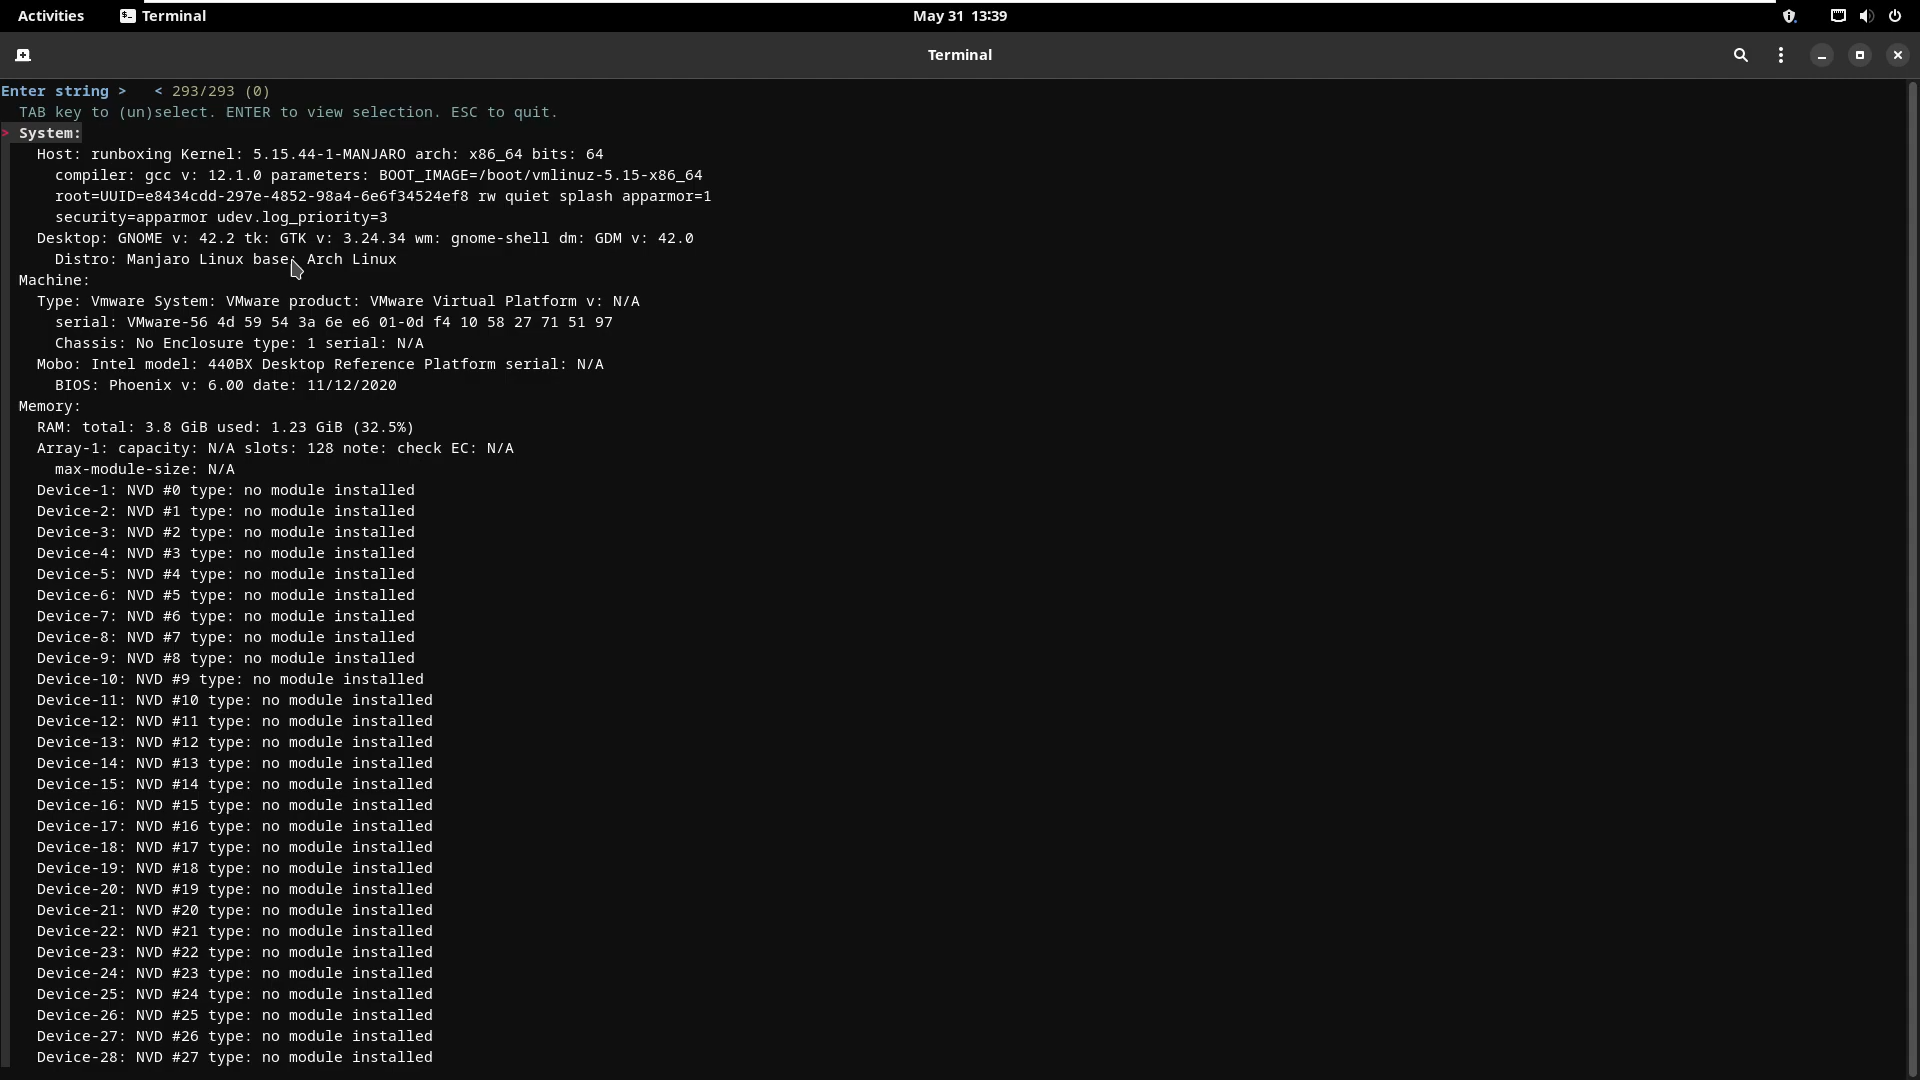 Activities Terminal May 31 13:39
Terminal
Enter string > < 293/293 (0)
TAB key to (un)select. ENTER to view selection. ESC to quit.
> System:
Host: runboxing Kernel: 5.15.44-1-MANJARO arch: x86_64 bits: 64
compiler: gcc v: 12.1.0 parameters: BOOT_IMAGE=/boot/vmlinuz-5.15-x86_64
root=UUID=e8434cdd-297e-4852-98a4-6e6f34524ef8 rw quiet splash apparmor=1
security=apparmor udev.log_priority=3
Desktop: GNOME v: 42.2 tk: GTK v: 3.24.34 wm: gnome-shell dm: GDM v: 42.0
Distro: Manjaro Linux base: Arch Linux
Machine:
Type: Vmware System: VMware product: VMware Virtual Platform v: N/A
serial: VMware-56 4d 59 54 3a 6e e6 01-0d f4 10 58 27 71 51 97
Chassis: No Enclosure type: 1 serial: N/A
Mobo: Intel model: 440BX Desktop Reference Platform serial: N/A
BIOS: Phoenix v: 6.00 date: 11/12/2020
Memory:
RAM: total: 3.8 GiB used: 1.23 GiB (32.5%)
Array-1: capacity: N/A slots: 128 note: check EC: N/A
max-module-size: N/A
Device-1: NVD #0 type: no module installed
Device-2: NVD #1 type: no module installed
Device-3: NVD #2 type: no module installed
Device-4: NVD #3 type: no module installed
Device-5: NVD #4 type: no module installed
Device-6: NVD #5 type: no module installed
Device-7: NVD #6 type: no module installed
Device-8: NVD #7 type: no module installed
Device-9: NVD #8 type: no module installed
Device-10: NVD #9 type: no module installed
Device-11: NVD #10 type: no module installed
Device-12: NVD #11 type: no module installed
Device-13: NVD #12 type: no module installed
Device-14: NVD #13 type: no module installed
Device-15: NVD #14 type: no module installed
Device-16: NVD #15 type: no module installed
Device-17: NVD #16 type: no module installed
Device-18: NVD #17 type: no module installed
Device-19: NVD #18 type: no module installed
Device-20: NVD #19 type: no module installed
Device-21: NVD #20 type: no module installed
Device-22: NVD #21 type: no module installed
Device-23: NVD #22 type: no module installed
Device-24: NVD #23 type: no module installed
Device-25: NVD #24 type: no module installed
Device-26: NVD #25 type: no module installed
Device-27: NVD #26 type: no module installed
Device-28: NVD #27 type: no module installed